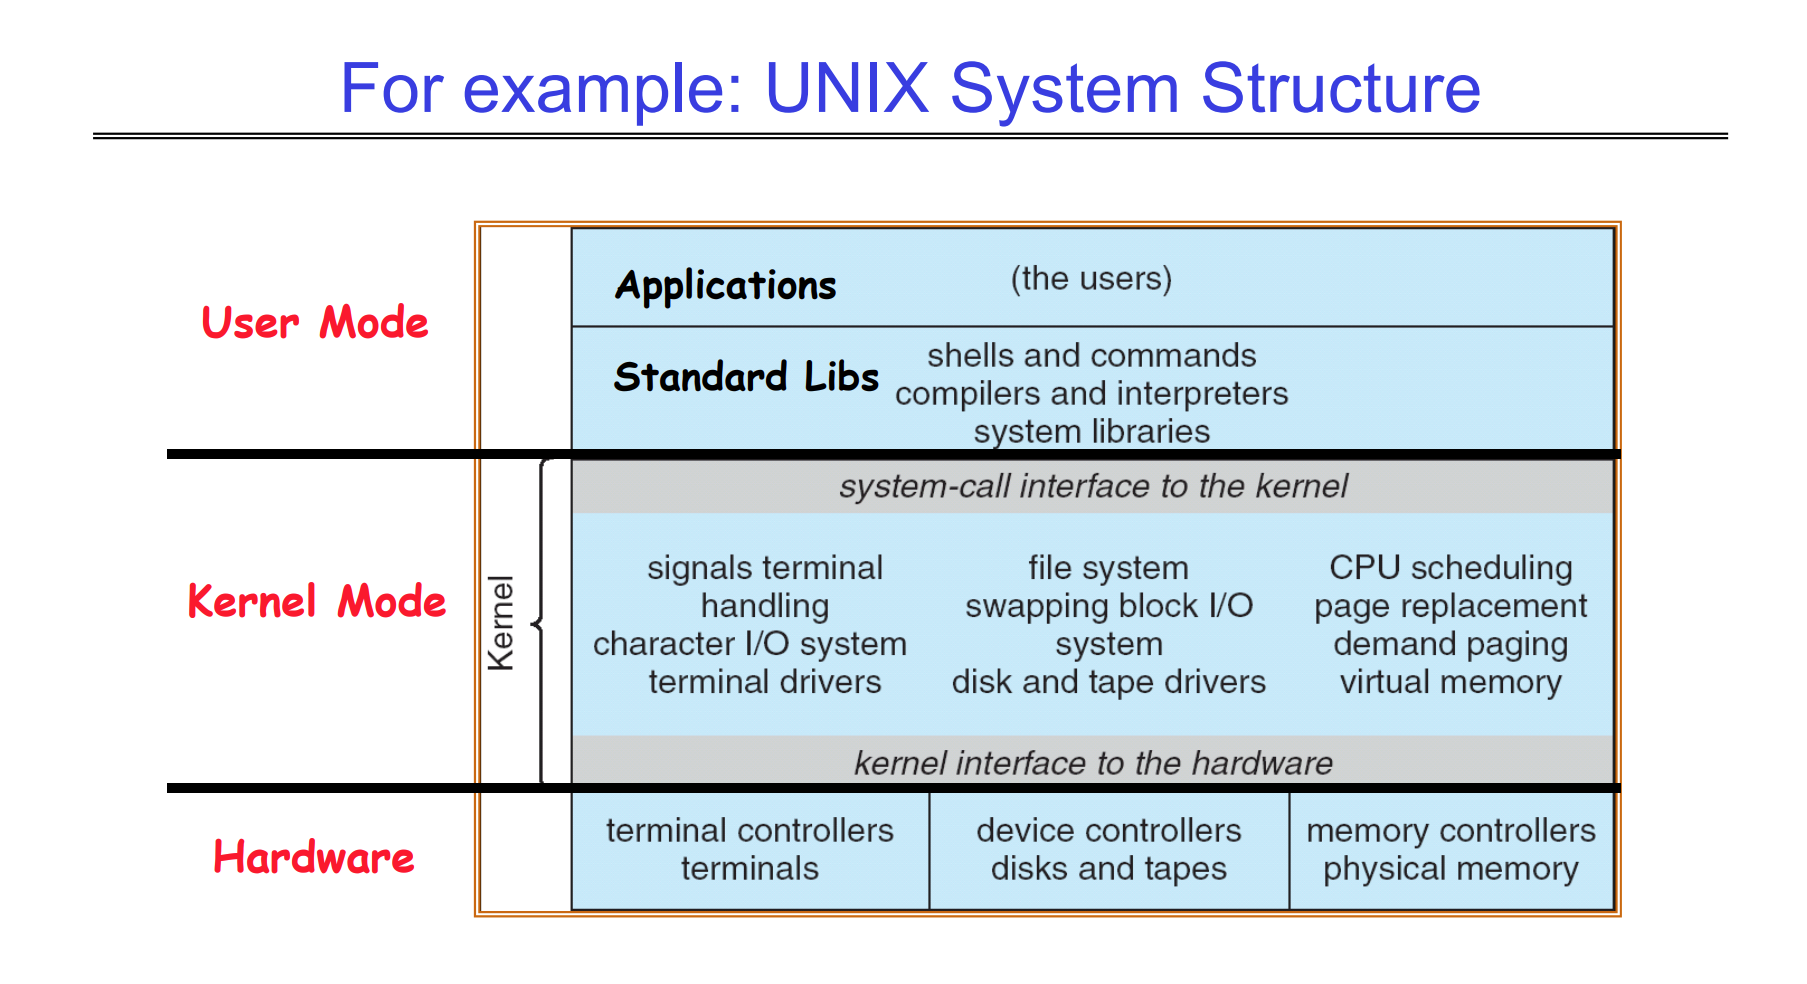 For example: UNIX System Structure
User Mode
Applications
(the users)
Standard Libs
shells and commands
compilers and interpreters
system libraries
Kernel Mode
Kernel
system-call interface to the kernel
signals terminal
handling
character I/O system
terminal drivers
file system
swapping block I/O
system
disk and tape drivers
CPU scheduling
page replacement
demand paging
virtual memory
kernel interface to the hardware
Hardware
terminal controllers
terminals
device controllers
disks and tapes
memory controllers
physical memory